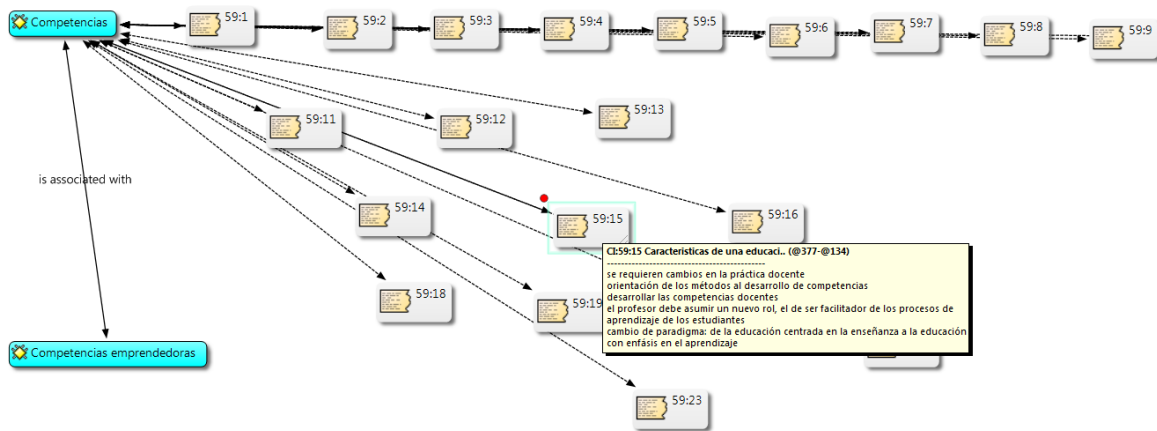 Competencias
59:1
59:2
59:3
59:4
59:5
59:6
59:7
59:8
59:9
59:11
59:12
59:13
is associated with
59:14
59:15
59:16
CI:59:15 Características de una educaci.. (@377-@134)
se requieren cambios en la práctica docente
orientación de los métodos al desarrollo de competencias
desarrollar las competencias docentes
el profesor debe asumir un nuevo rol, el de ser facilitador de los procesos de
aprendizaje de los estudiantes
cambio de paradigma: de la educación centrada en la enseñanza a la educación
con enfásis en el aprendizaje
59:18
59:19
Competencias emprendedoras
59:23